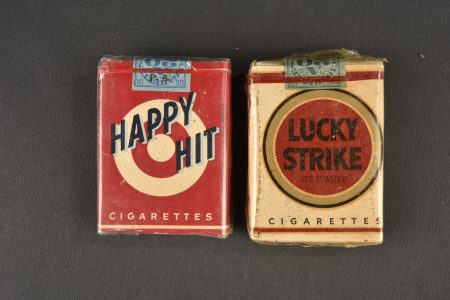 HAPPY
HIT
CIGARETTES
LUCKY
STRIKE
IT'S TOASTED
CIGARETTES